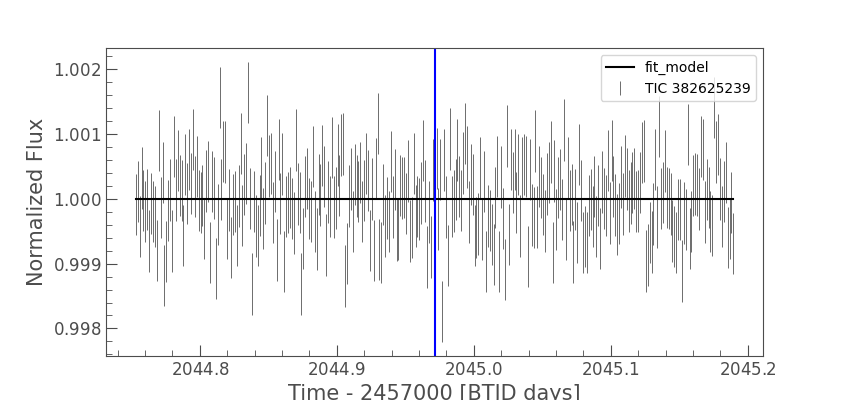 1.002
1.001
1.000
0.999
0.998
Normalized Flux
fit_model
TIC 382625239
2044.8 2044.9 2045.0 2045.1 2045.2
Time - 2457000 [BTJD days]